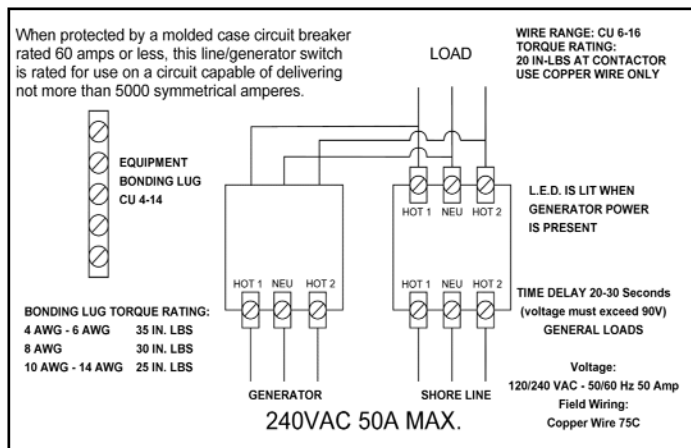 When protected by a molded case circuit breaker
rated 60 amps or less, this line/generator switch
is rated for use on a circuit capable of delivering
not more than 5000 symmetrical amperes.
LOAD
WIRE RANGE: CU 6-16
TORQUE RATING:
20 IN-LBS AT CONTACTOR
USE COPPER WIRE ONLY
EQUIPMENT
BONDING LUG
CU 4-14
HOT 1 NEU HOT 2
L.E.D. IS LIT WHEN
GENERATOR POWER
IS PRESENT
HOT 1 NEU HOT 2
HOT 1 NEU HOT 2
BONDING LUG TORQUE RATING:
4 AWG - 6 AWG 35 IN. LBS
8 AWG 30 IN. LBS
10 AWG - 14 AWG 25 IN. LBS
TIME DELAY 20-30 Seconds
(voltage must exceed 90V)
GENERAL LOADS
GENERATOR
SHORE LINE
240VAC 50A MAX.
Voltage:
120/240 VAC - 50/60 Hz 50 Amp
Field Wiring:
Copper Wire 75C